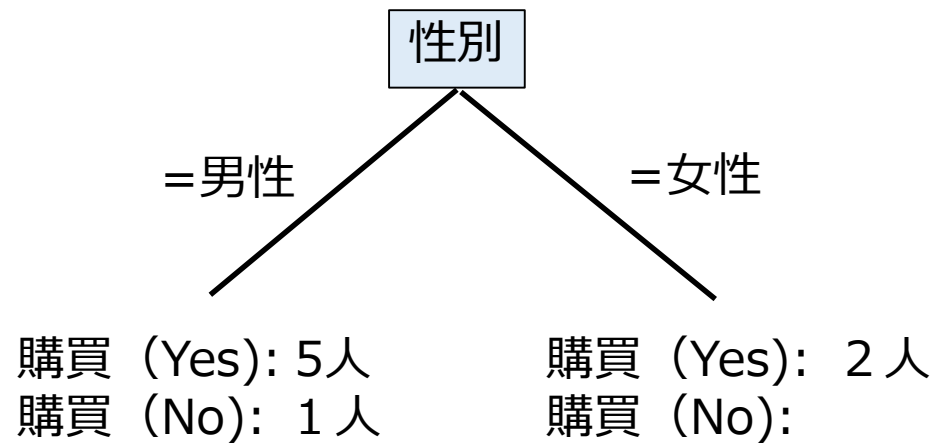 性別
=男性
=女性
購買（Yes): 5人
購買（No): １人
購買（Yes): ２人
購買（No):